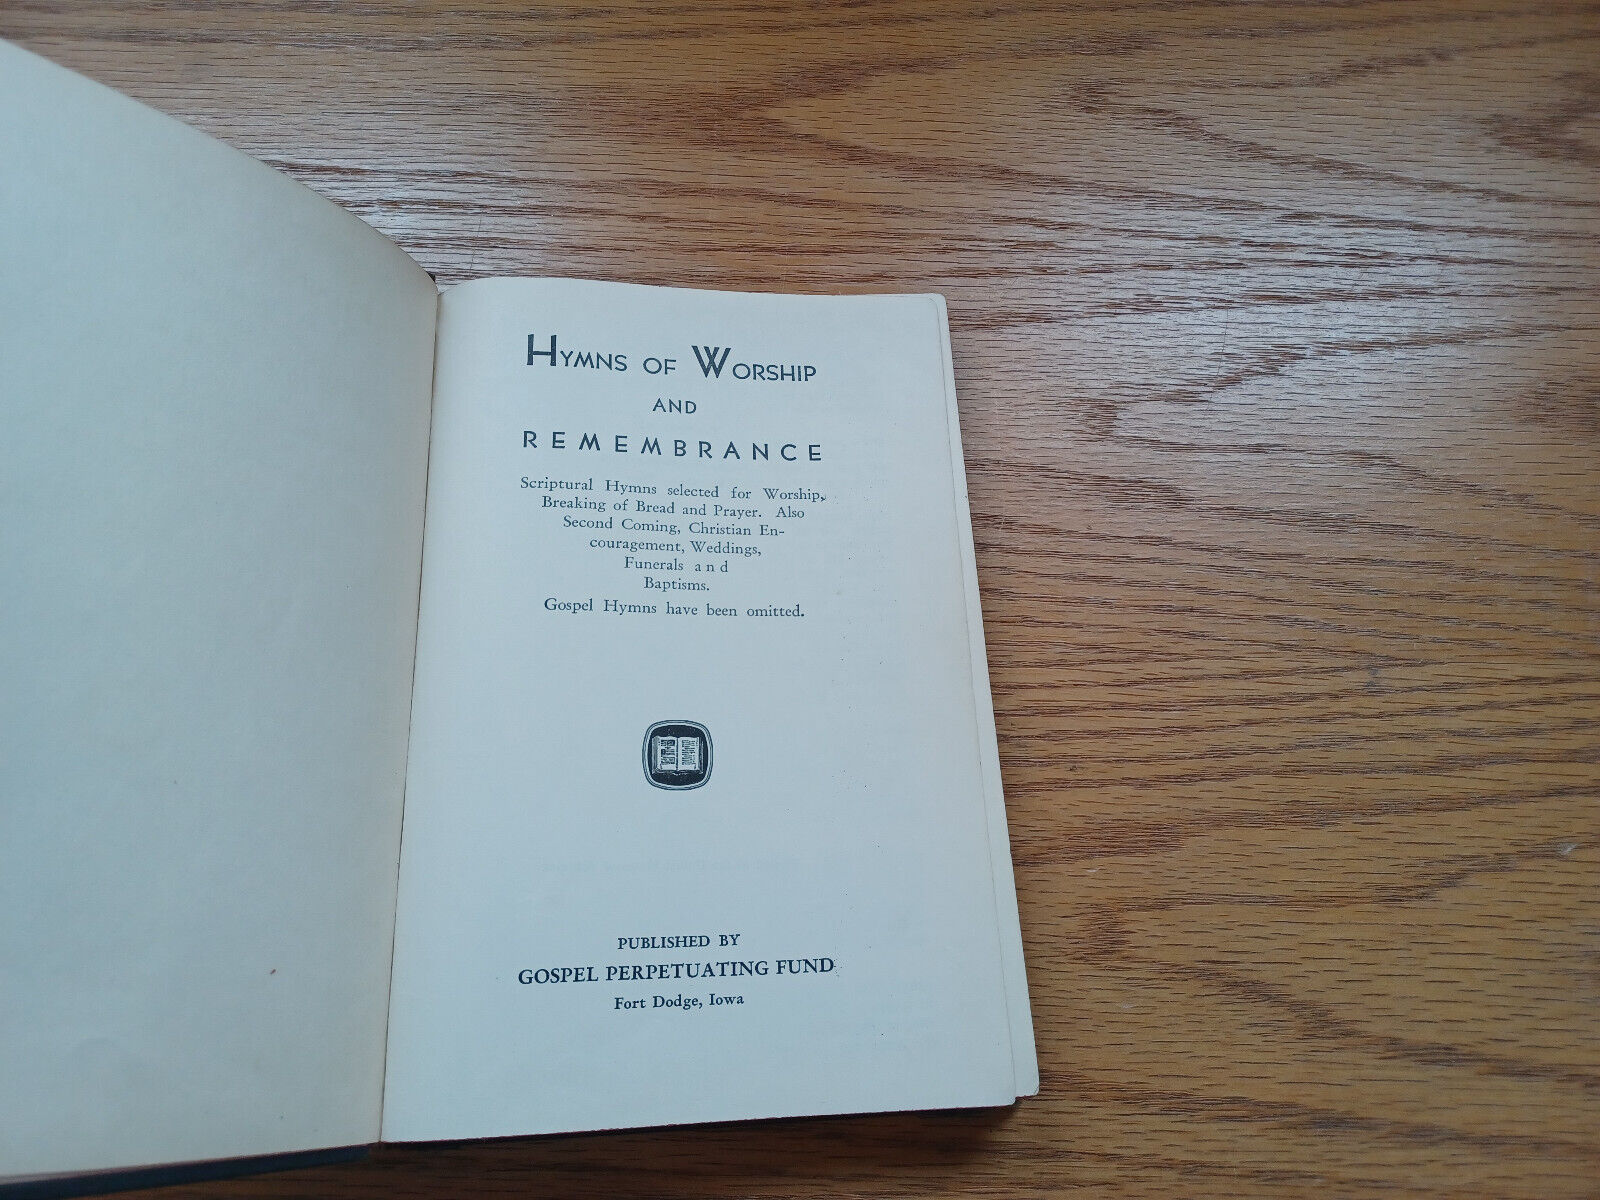 HYMNS OF WORSHIP
AND
REMEMBRANCE
Scriptural Hymns selected for Worship,
Breaking of Bread and Prayer. Also
Second Coming, Christian En-
couragement, Weddings,
Funerals and
Baptisms.
Gospel Hymns have been omitted.
PUBLISHED BY
GOSPEL PERPETUATING FUND
Fort Dodge, Iowa